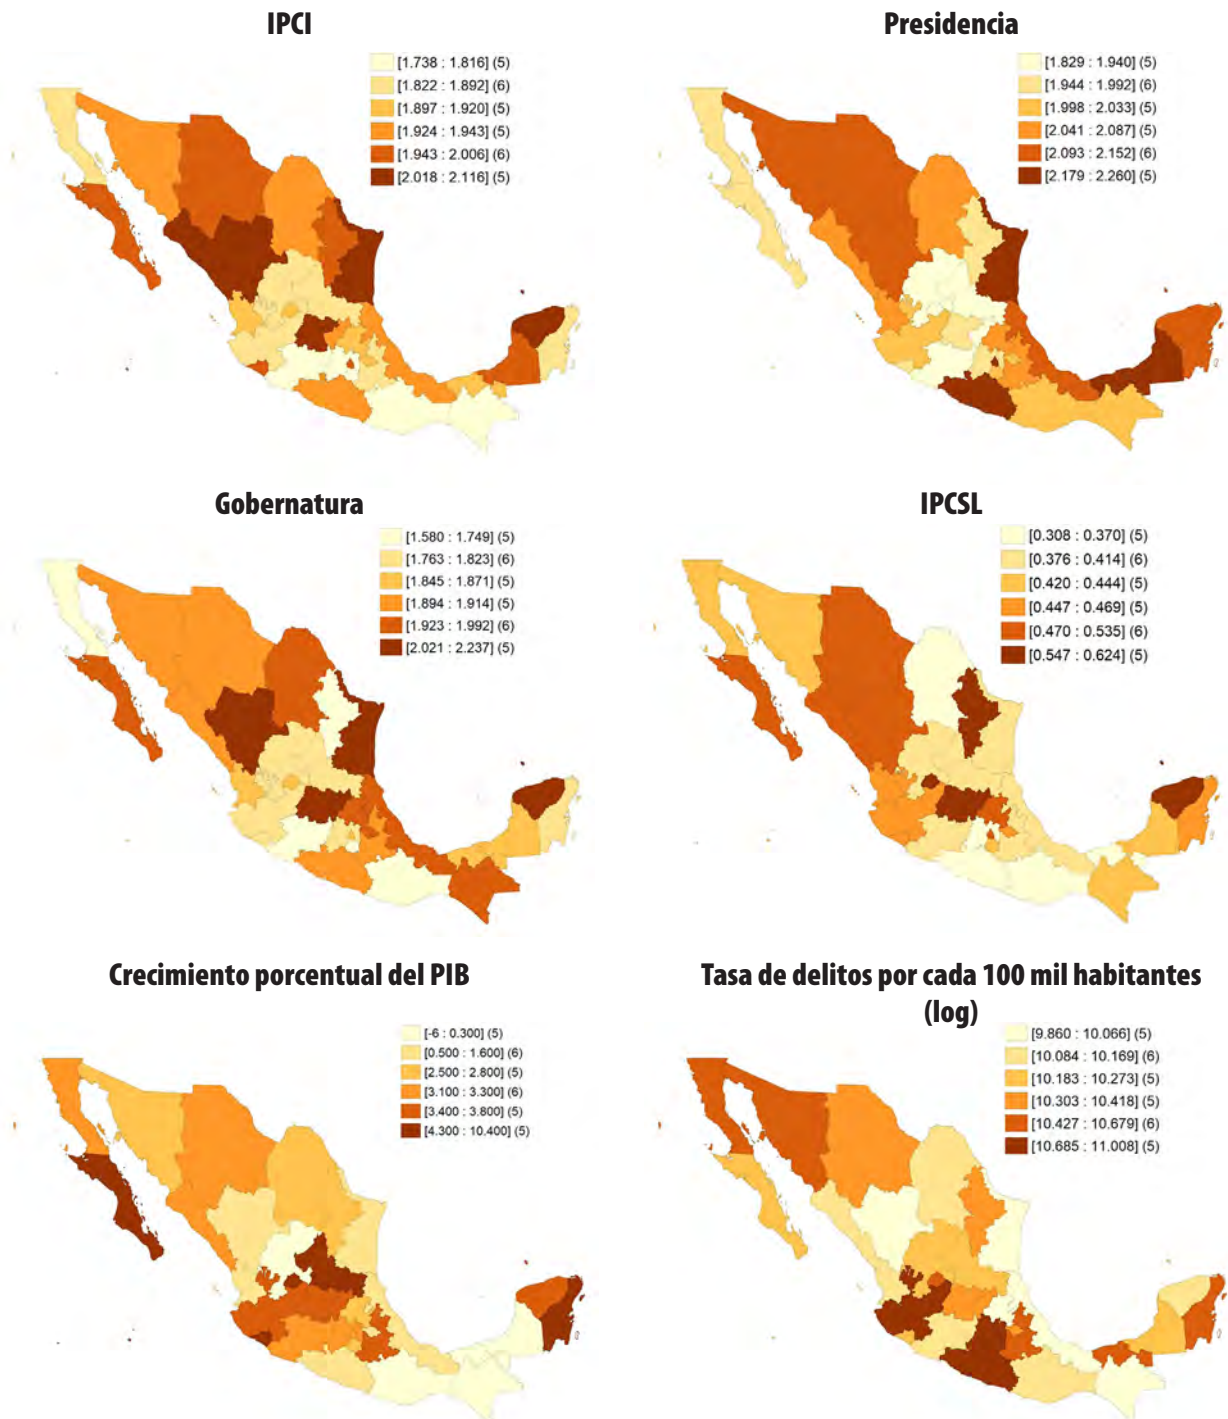 IPCI
[1.738 : 1.816] (5)
[1.822 : 1.892] (6)
[1.897 : 1.920] (5)
[1.924 : 1.943] (5)
[1.943 : 2.006] (6)
[2.018 : 2.116] (5)
Presidencia
[1.829 : 1.940] (5)
[1.944 : 1.992] (6)
[1.998 : 2.033] (5)
[2.041 : 2.087] (5)
[2.093 : 2.152] (6)
[2.179 : 2.260] (5)
Gobernatura
[1.580 : 1.749] (5)
[1.763 : 1.823] (6)
[1.845 : 1.871] (5)
[1.894 : 1.914] (5)
[1.923 : 1.992] (6)
[2.021 : 2.237] (5)
IPCSL
[0.308 : 0.370] (5)
[0.376 : 0.414] (6)
[0.420 : 0.444] (5)
[0.447 : 0.469] (5)
[0.470 : 0.535] (6)
[0.547 : 0.624] (5)
Crecimiento porcentual del PIB
[-6 : 0.300] (5)
[0.500 : 1.600] (6)
[2.500 : 2.800] (5)
[3.100 : 3.300] (6)
[3.400 : 3.800] (5)
[4.300 : 10.400] (5)
Tasa de delitos por cada 100 mil habitantes
(log)
[9.860 : 10.066] (5)
[10.084 : 10.169] (6)
[10.183 : 10.273] (5)
[10.303 : 10.418] (5)
[10.427 : 10.679] (6)
[10.685 : 11.008] (5)